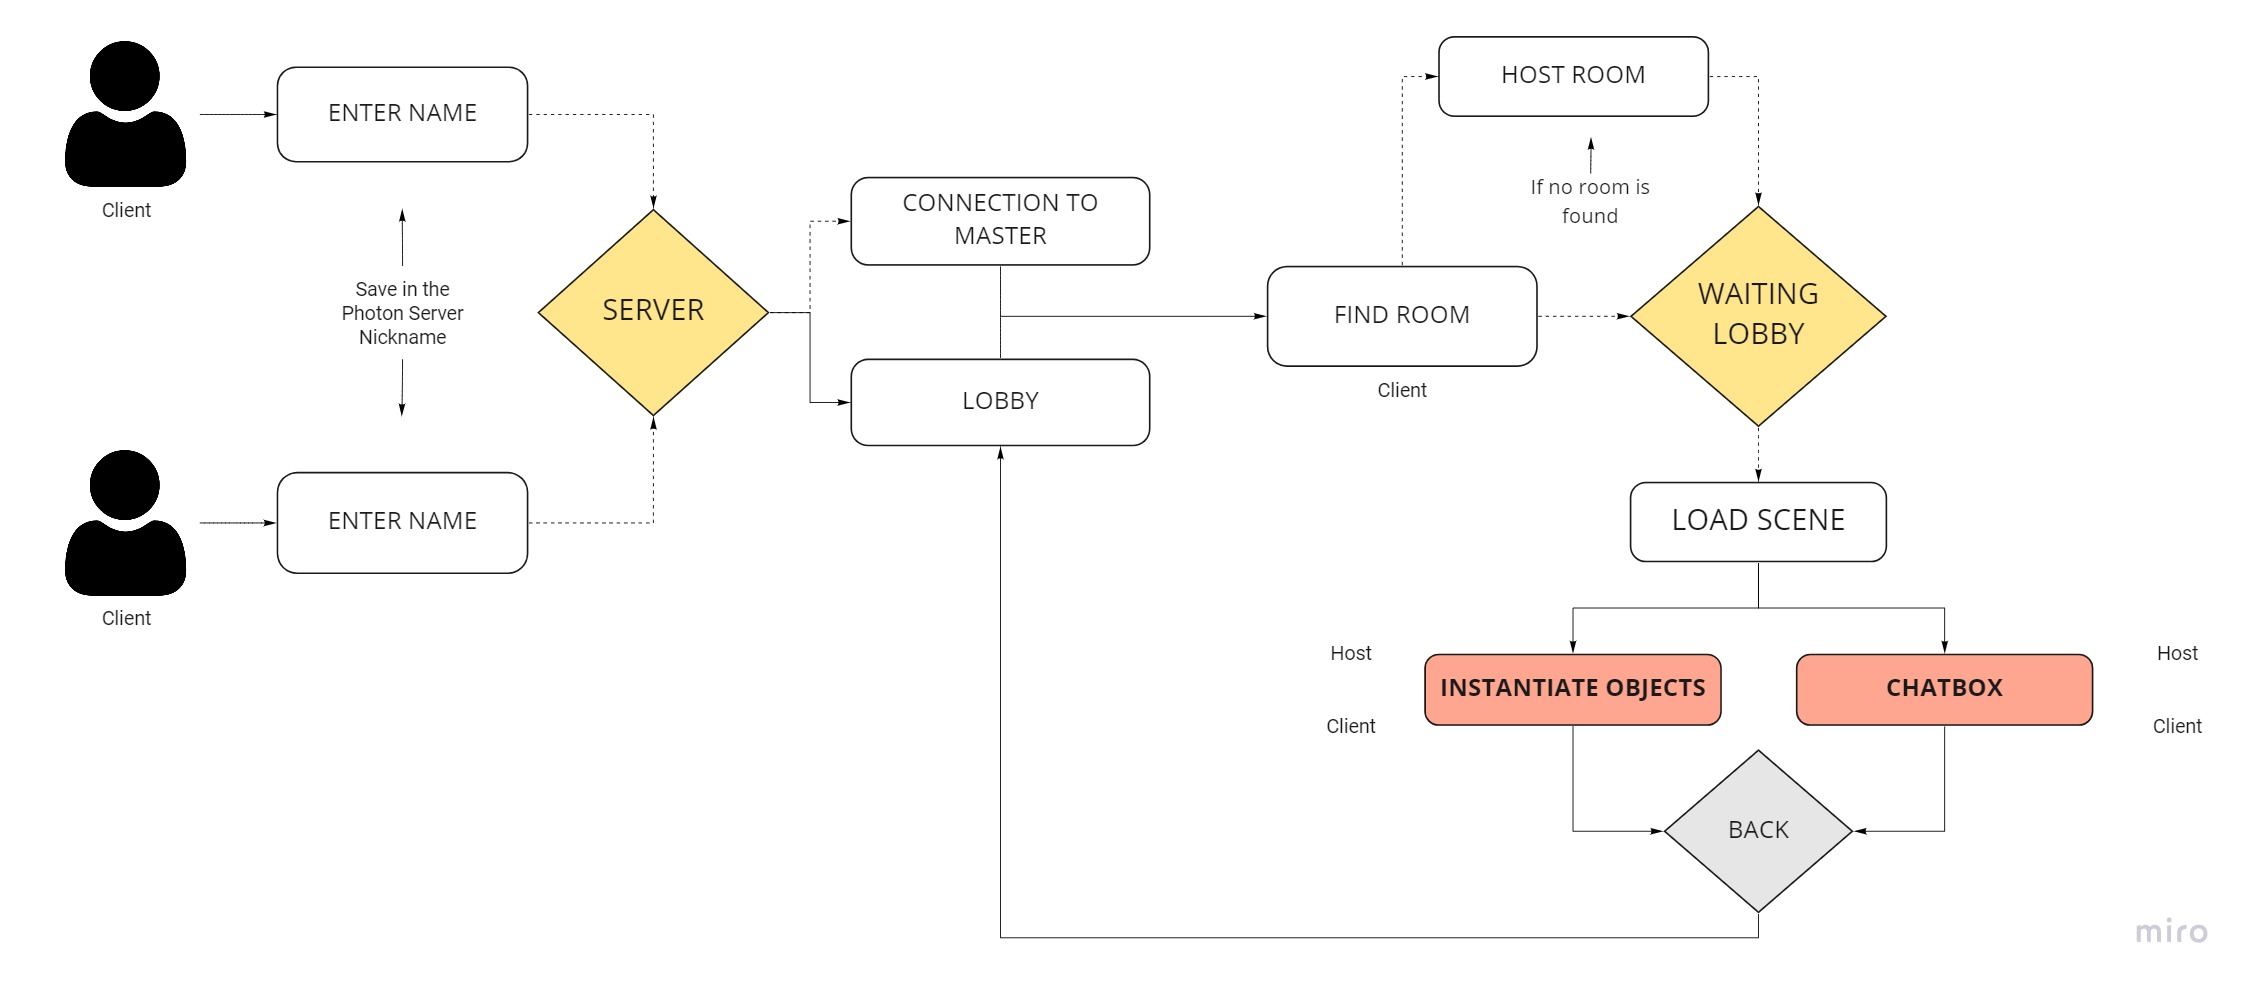 Client
ENTER NAME
Save in the
Photon Server
Nickname
Client
ENTER NAME
SERVER
CONNECTION TO
MASTER
LOBBY
FIND ROOM
Client
HOST ROOM
If no room is
found
WAITING
LOBBY
LOAD SCENE
Host
Client
INSTANTIATE OBJECTS
CHATBOX
Host
Client
BACK
miro